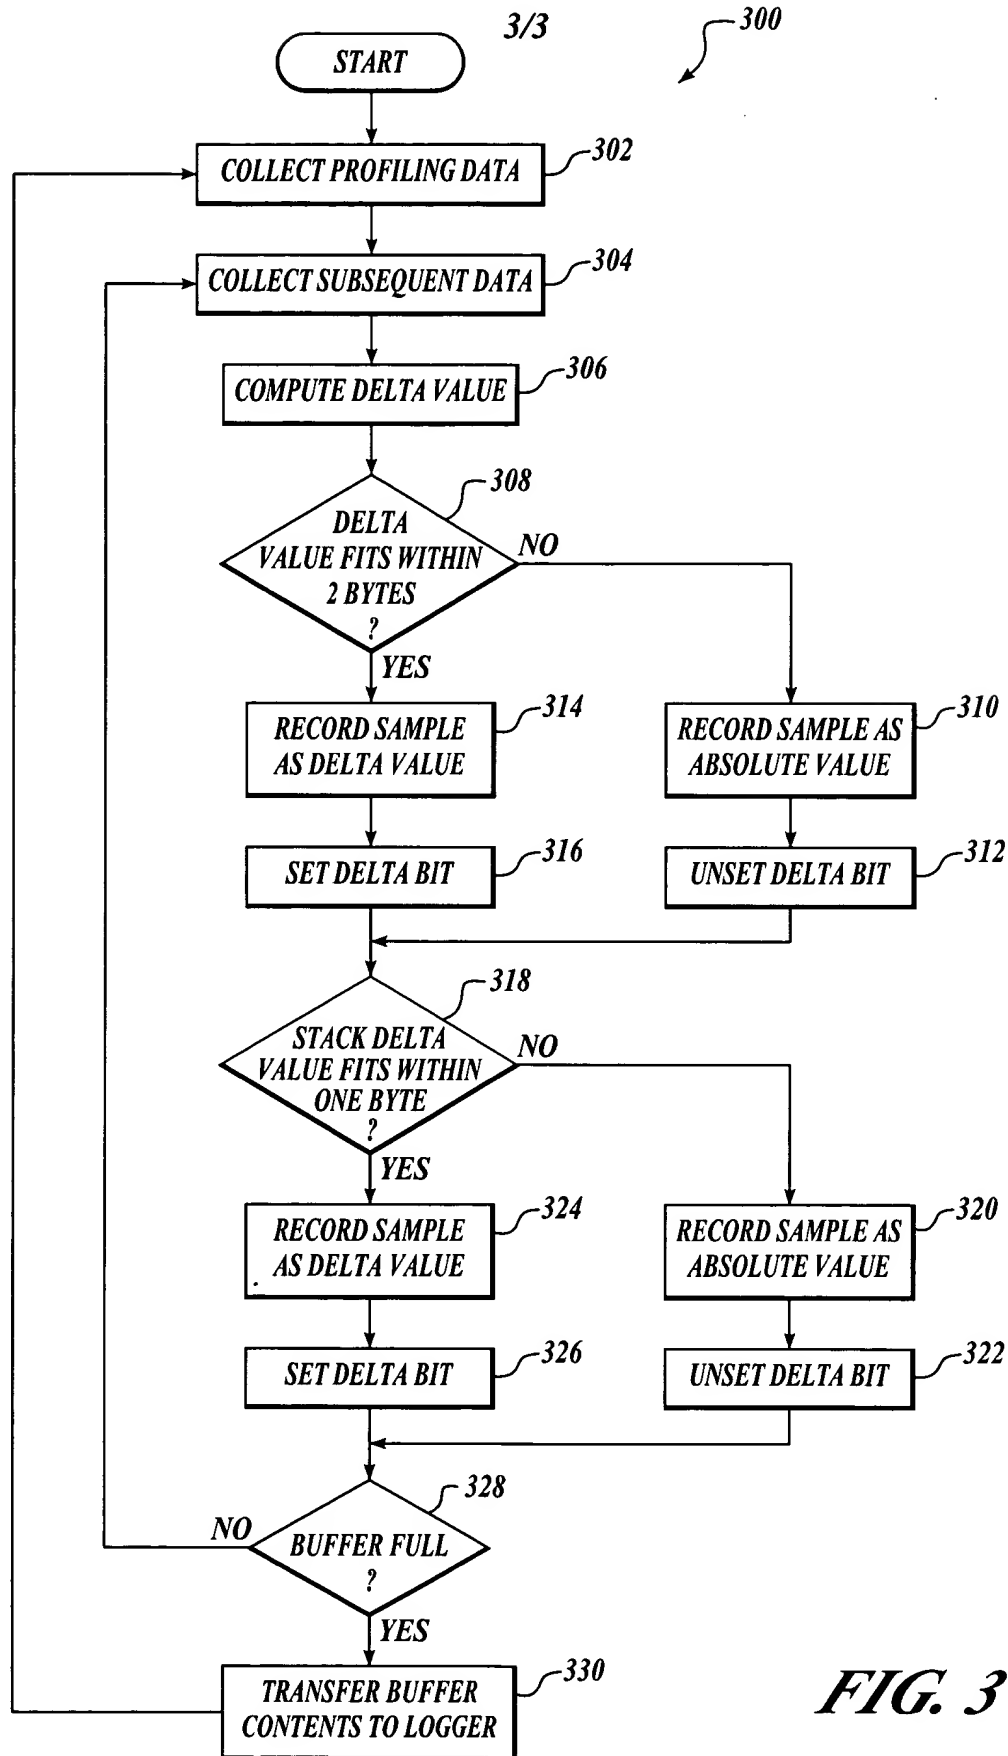 3/3
300
START
COLLECT PROFILING DATA
302
COLLECT SUBSEQUENT DATA
304
COMPUTE DELTA VALUE
306
308
DELTA
VALUE FITS WITHIN
2 BYTES
?
NO
YES
RECORD SAMPLE
AS DELTA VALUE
314
RECORD SAMPLE AS
ABSOLUTE VALUE
310
SET DELTA BIT
316
UNSET DELTA BIT
312
318
STACK DELTA
VALUE FITS WITHIN
ONE BYTE
?
NO
YES
RECORD SAMPLE
AS DELTA VALUE
324
RECORD SAMPLE AS
ABSOLUTE VALUE
320
SET DELTA BIT
326
UNSET DELTA BIT
322
328
NO
BUFFER FULL
?
YES
TRANSFER BUFFER
CONTENTS TO LOGGER
330
FIG. 3